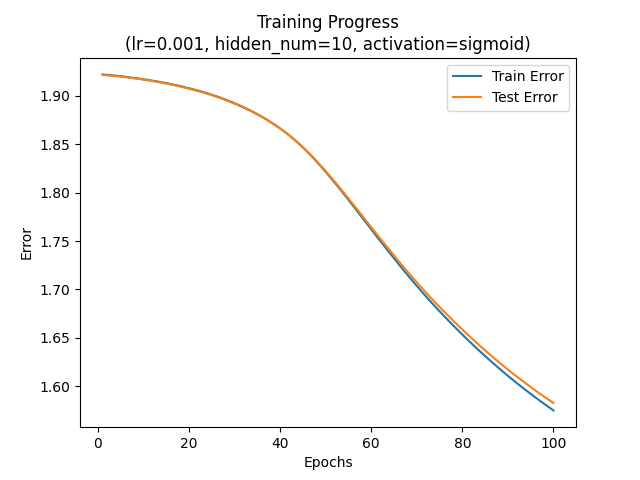 Training Progress
(lr=0.001, hidden_num=10, activation=sigmoid)
Train Error
Test Error
1.90
1.85
1.80
1.75
1.70
1.65
1.60
Error
0 20 40 60 80 100
Epochs